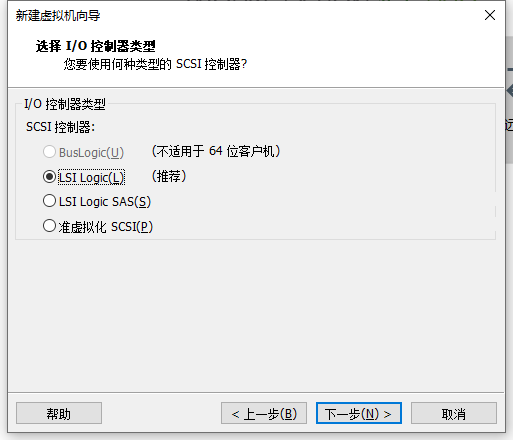 新建虚拟机向导
选择 I/O 控制器类型
您要使用何种类型的 SCSI 控制器?
I/O 控制器类型
SCSI 控制器:
BusLogic(U) (不适用于 64 位客户机)
LSI Logic(L) (推荐)
LSI Logic SAS(S)
准虚拟化 SCSI(P)
帮助 < 上一步(B) 下一步(N) > 取消